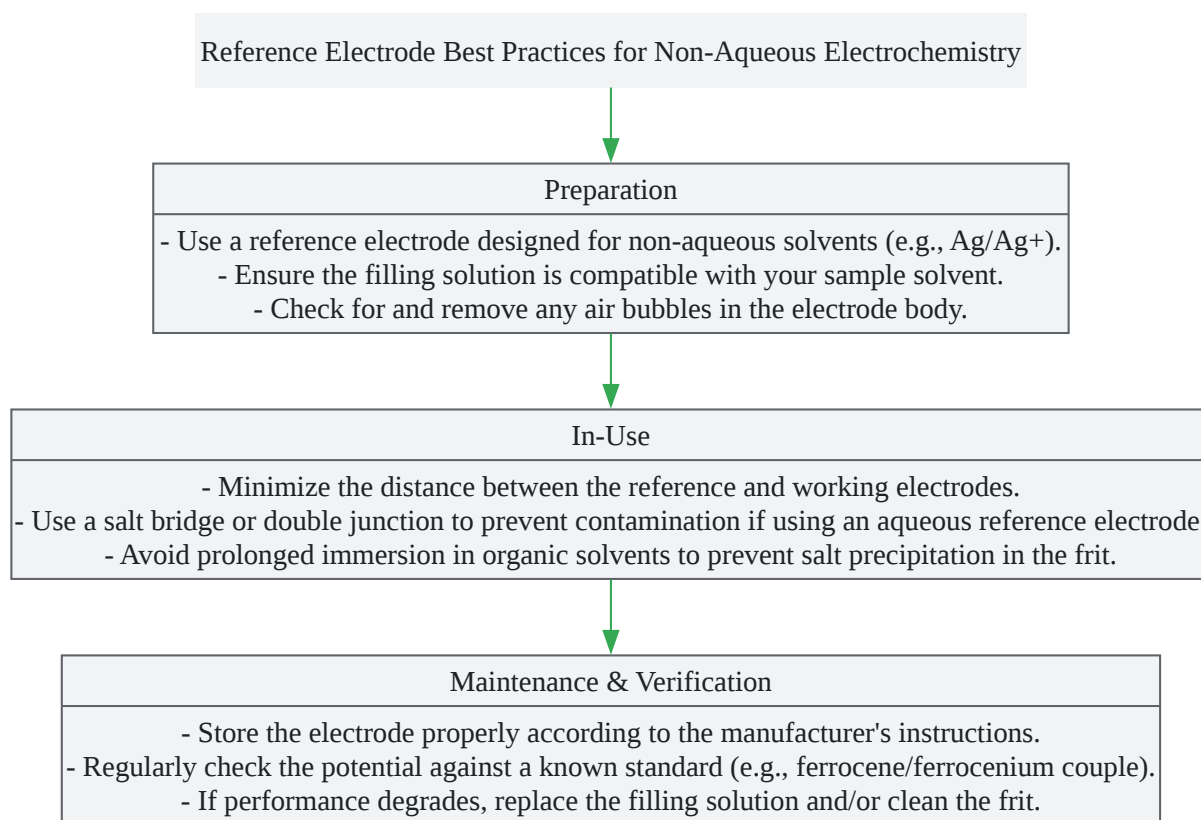 Reference Electrode Best Practices for Non-Aqueous Electrochemistry
Preparation
- Use a reference electrode designed for non-aqueous solvents (e.g., Ag/Ag+).
- Ensure the filling solution is compatible with your sample solvent.
- Check for and remove any air bubbles in the electrode body.
In-Use
- Minimize the distance between the reference and working electrodes.
- Use a salt bridge or double junction to prevent contamination if using an aqueous reference electrode
- Avoid prolonged immersion in organic solvents to prevent salt precipitation in the frit.
Maintenance & Verification
- Store the electrode properly according to the manufacturer's instructions.
- Regularly check the potential against a known standard (e.g., ferrocene/ferrocenium couple).
- If performance degrades, replace the filling solution and/or clean the frit.